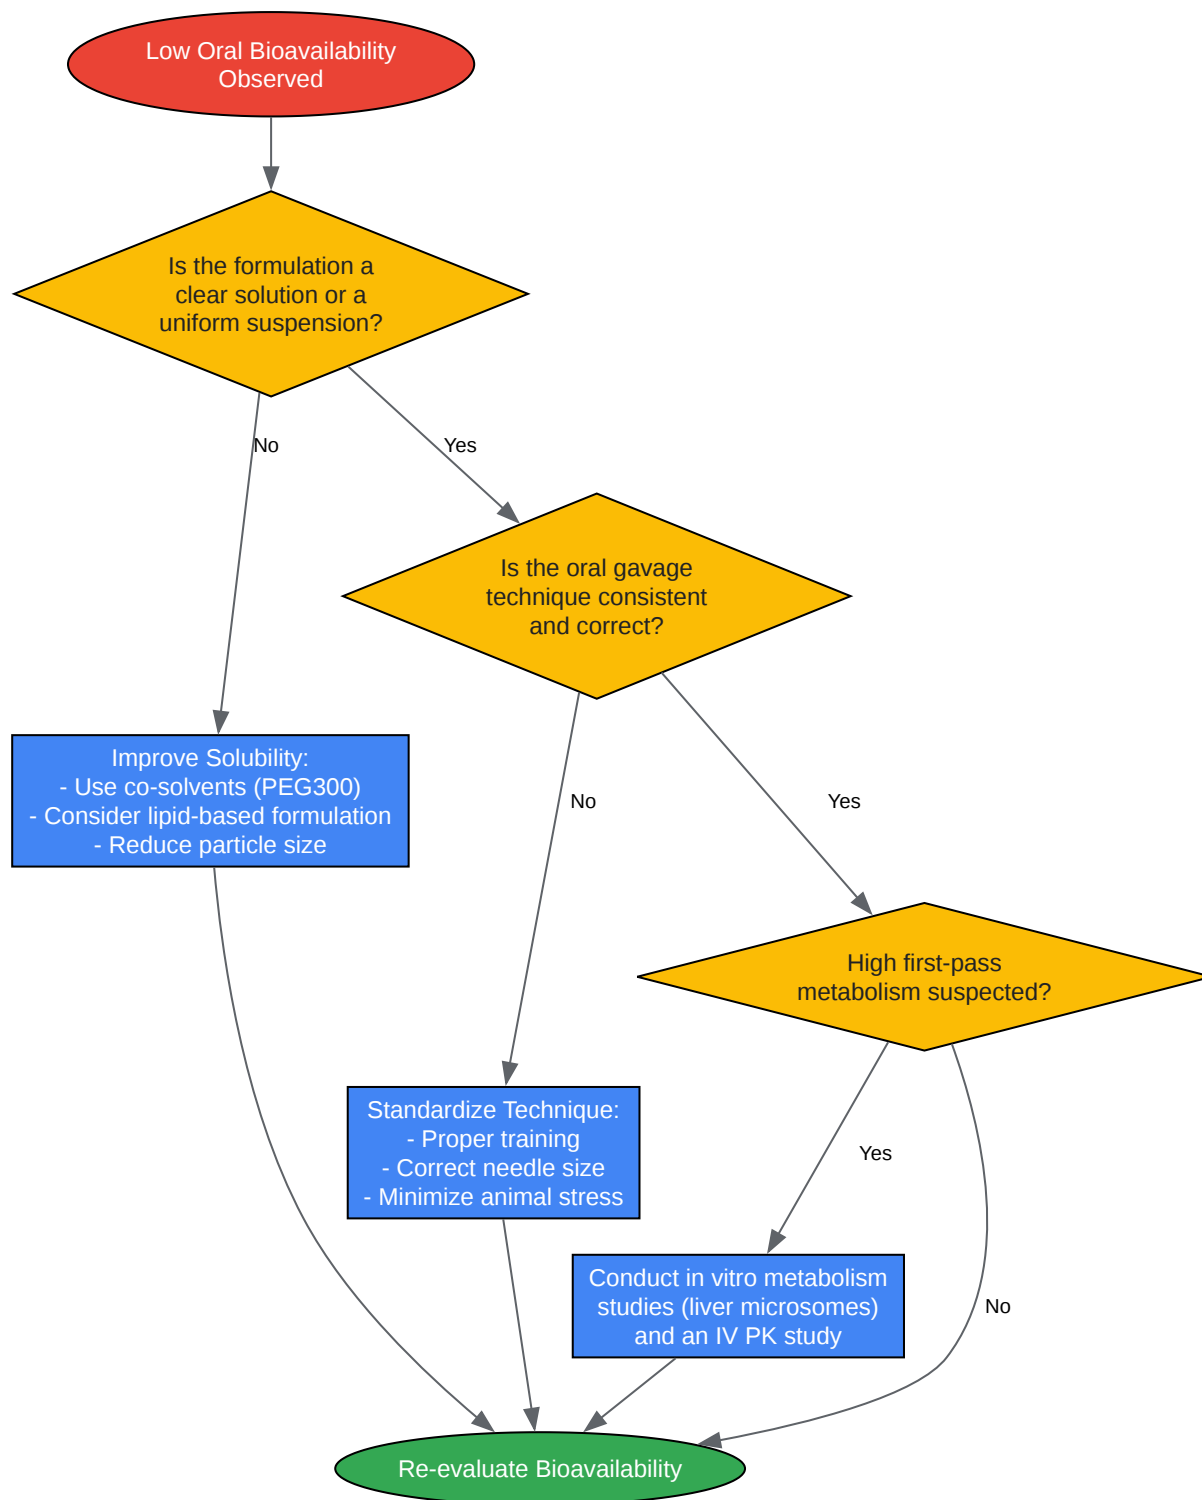 Low Oral Bioavailability
Observed
Is the formulation a
clear solution or a
uniform suspension?
No
Yes
Is the oral gavage
technique consistent
and correct?
Improve Solubility:
- Use co-solvents (PEG300)
- Consider lipid-based formulation
- Reduce particle size
No
Yes
High first-pass
metabolism suspected?
Standardize Technique:
- Proper training
- Correct needle size
- Minimize animal stress
Yes
Conduct in vitro metabolism
studies (liver microsomes)
and an IV PK study
No
Re-evaluate Bioavailability